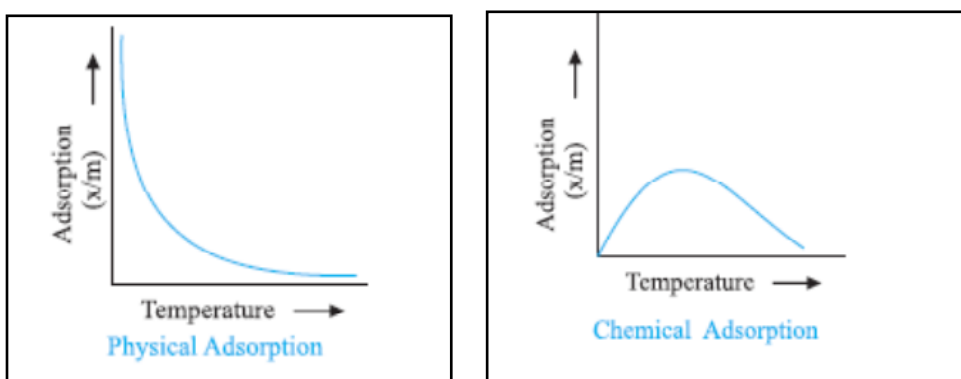 Adsorption
(x/m)
Temperature
Physical Adsorption
Adsorption
(x/m)
Temperature
Chemical Adsorption